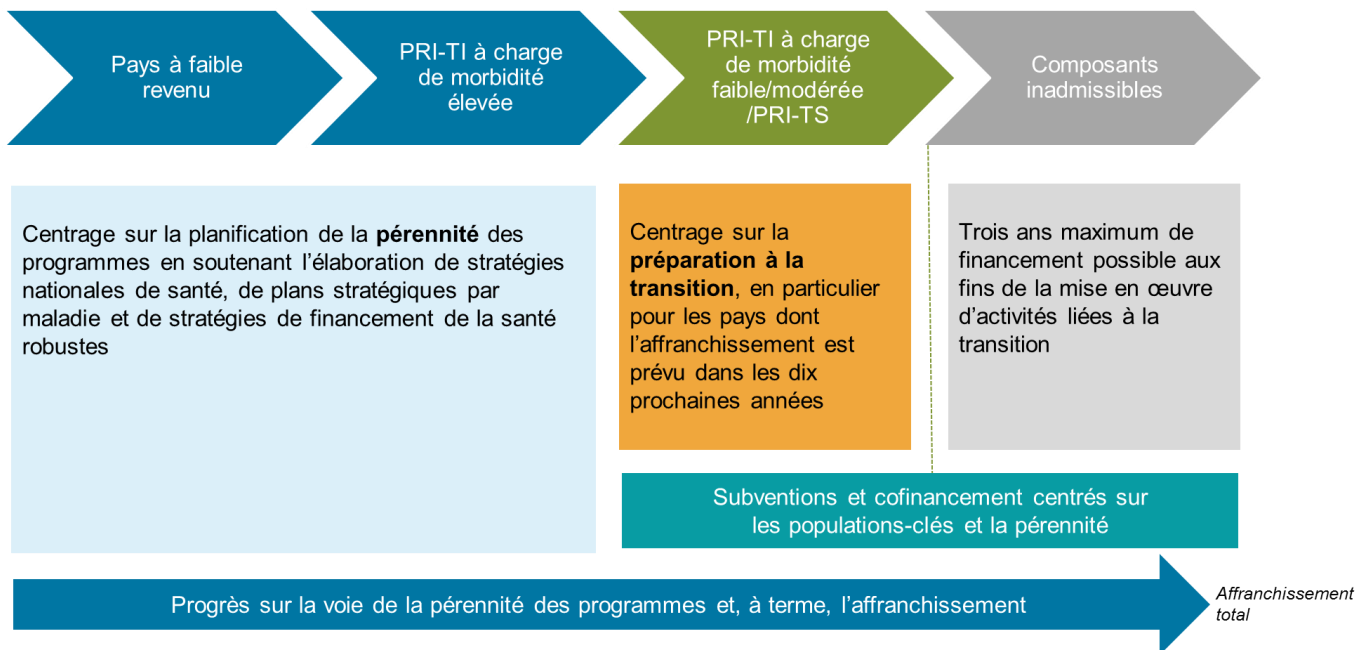 Pays à faible
revenu
PRI-TI à charge
de morbidité
élevée
PRI-TI à charge
de morbidité
faible/modérée
/PRI-TS
Composants
inadmissibles
Centrage sur la planification de la pérennité des
programmes en soutenant l’élaboration de stratégies
nationales de santé, de plans stratégiques par
maladie et de stratégies de financement de la santé
robustes
Centrage sur la
préparation à la
transition, en particulier
pour les pays dont
l’affranchissement est
prévu dans les dix
prochaines années
Trois ans maximum de
financement possible aux
fins de la mise en œuvre
d’activités liées à la
transition
Subventions et cofinancement centrés sur
les populations-clés et la pérennité
Progrès sur la voie de la pérennité des programmes et, à terme, l’affranchissement
Affranchissement
total